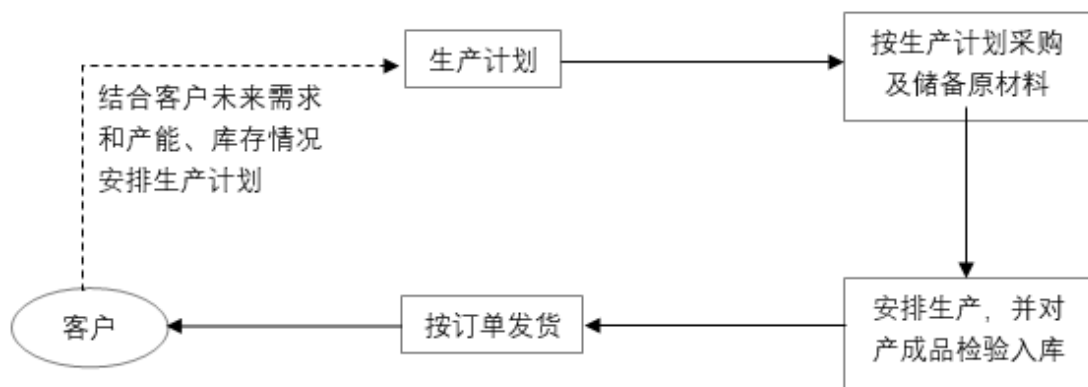 生产计划
按生产计划采购
及储备原材料
结合客户未来需求
和产能、库存情况
安排生产计划
客户
按订单发货
安排生产，并对
产成品检验入库